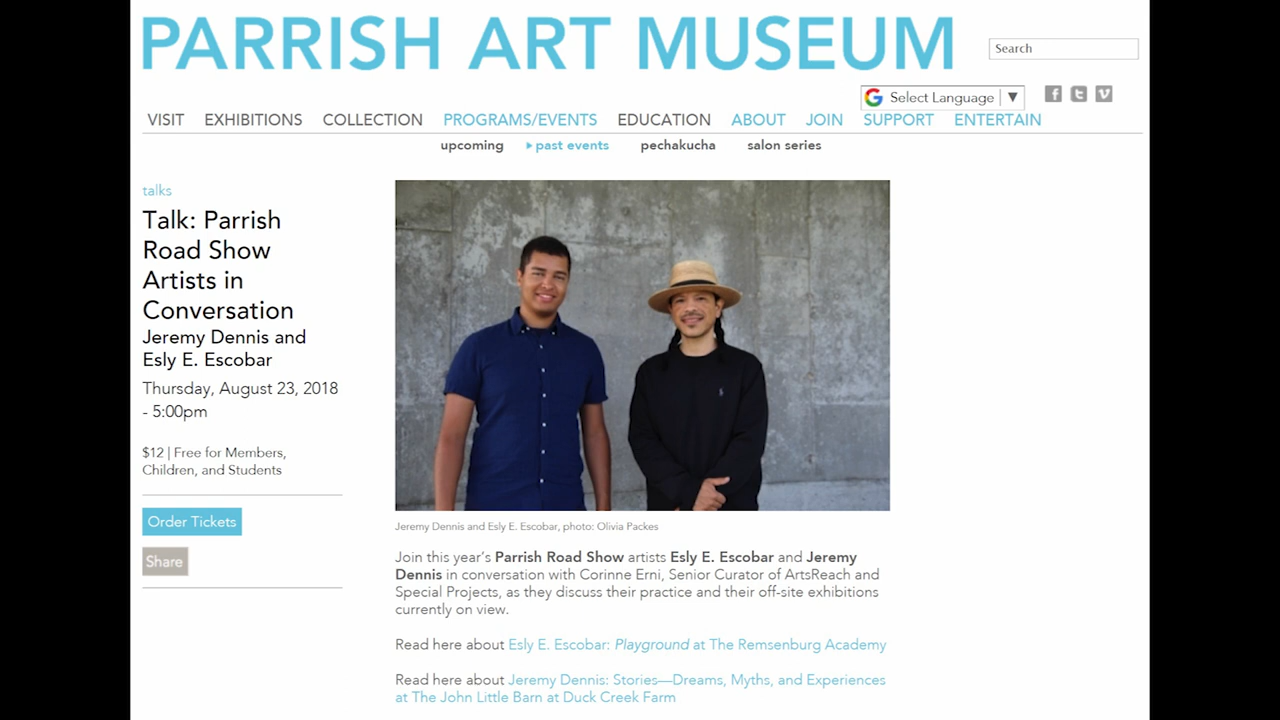 PARRISH ART MUSEUM
Search
Select Language ▼
VISIT EXHIBITIONS COLLECTION PROGRAMS/EVENTS EDUCATION ABOUT JOIN SUPPORT ENTERTAIN
upcoming past events pechakucha salon series
talks
Talk: Parrish
Road Show
Artists in
Conversation
Jeremy Dennis and
Esly E. Escobar
Thursday, August 23, 2018
- 5:00pm
$12 | Free for Members,
Children, and Students
Order Tickets
Share
Jeremy Dennis and Esly E. Escobar, photo: Olivia Packes
Join this year's Parrish Road Show artists Esly E. Escobar and Jeremy
Dennis in conversation with Corinne Erni, Senior Curator of ArtsReach and
Special Projects, as they discuss their practice and their off-site exhibitions
currently on view.
Read here about Esly E. Escobar: Playground at The Remsenburg Academy
Read here about Jeremy Dennis: Stories—Dreams, Myths, and Experiences
at The John Little Barn at Duck Creek Farm